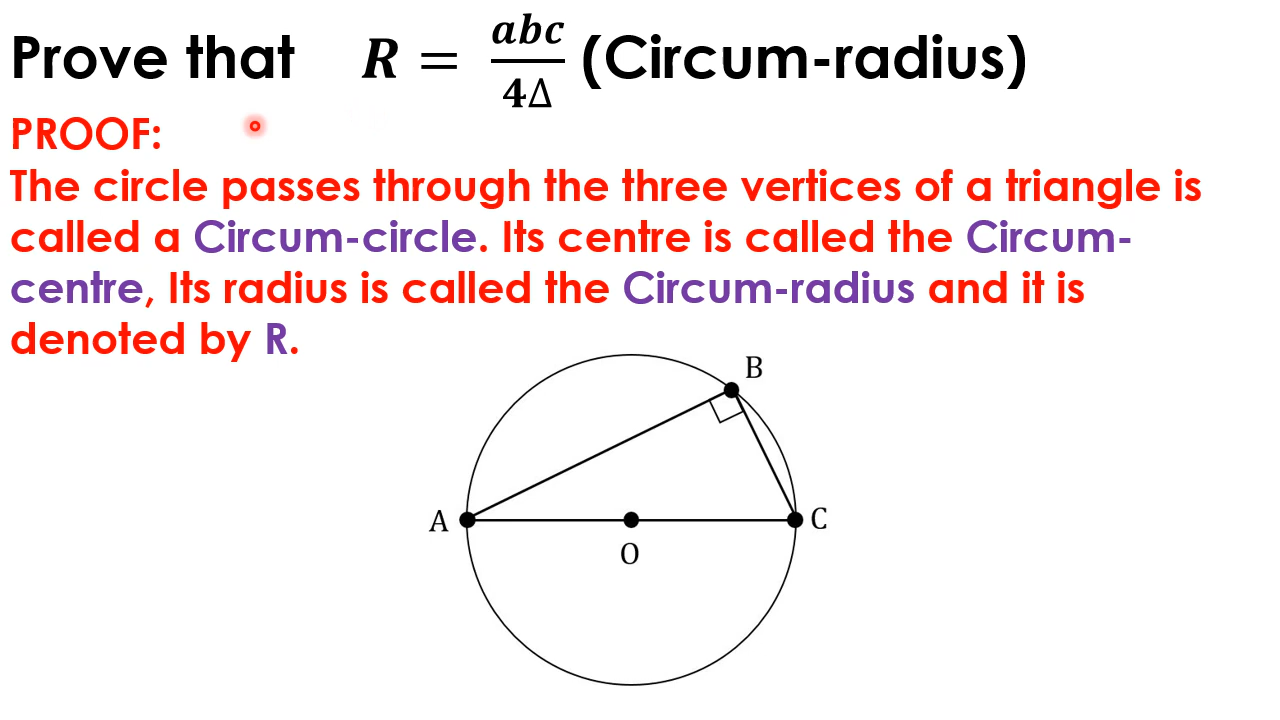 Prove that R = abc/4Δ (Circum-radius)
PROOF:
The circle passes through the three vertices of a triangle is
called a Circum-circle. Its centre is called the Circum-
centre, Its radius is called the Circum-radius and it is
denoted by R.
B
A
C
O